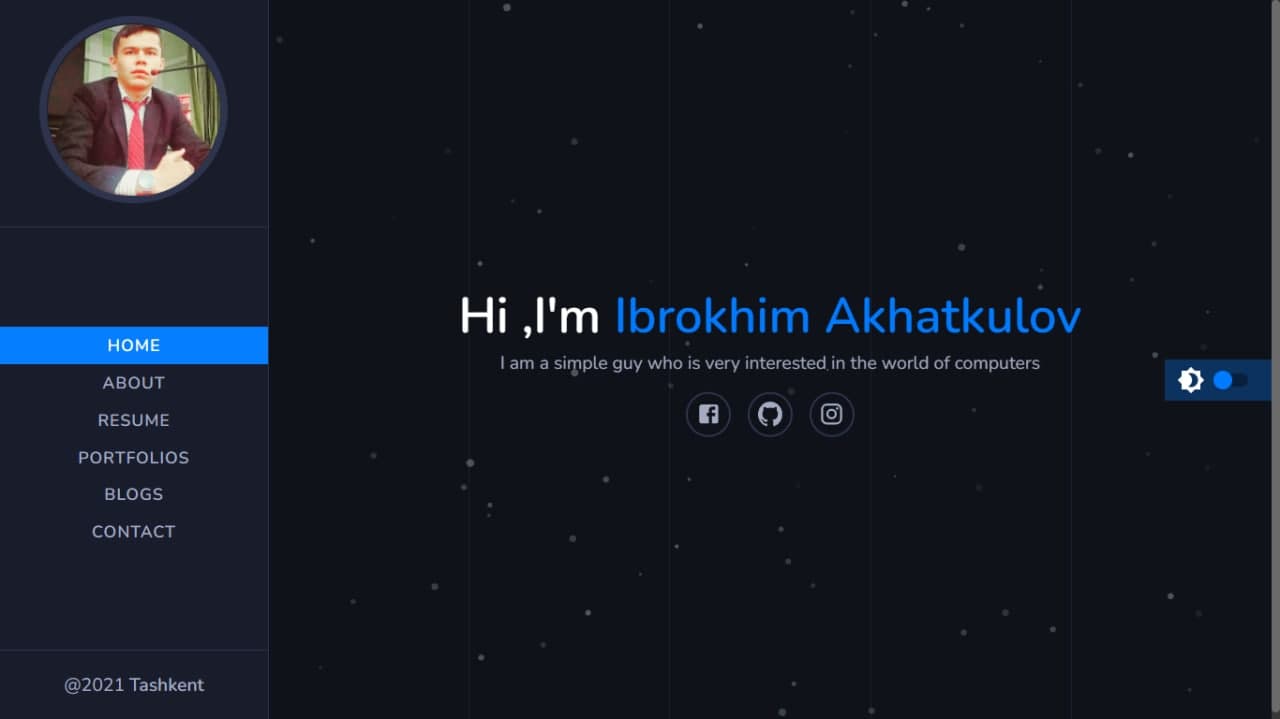 HOME
ABOUT
RESUME
PORTFOLIOS
BLOGS
CONTACT
@2021 Tashkent
Hi ,I'm Ibrokhim Akhatkulov
I am a simple guy who is very interested in the world of computers